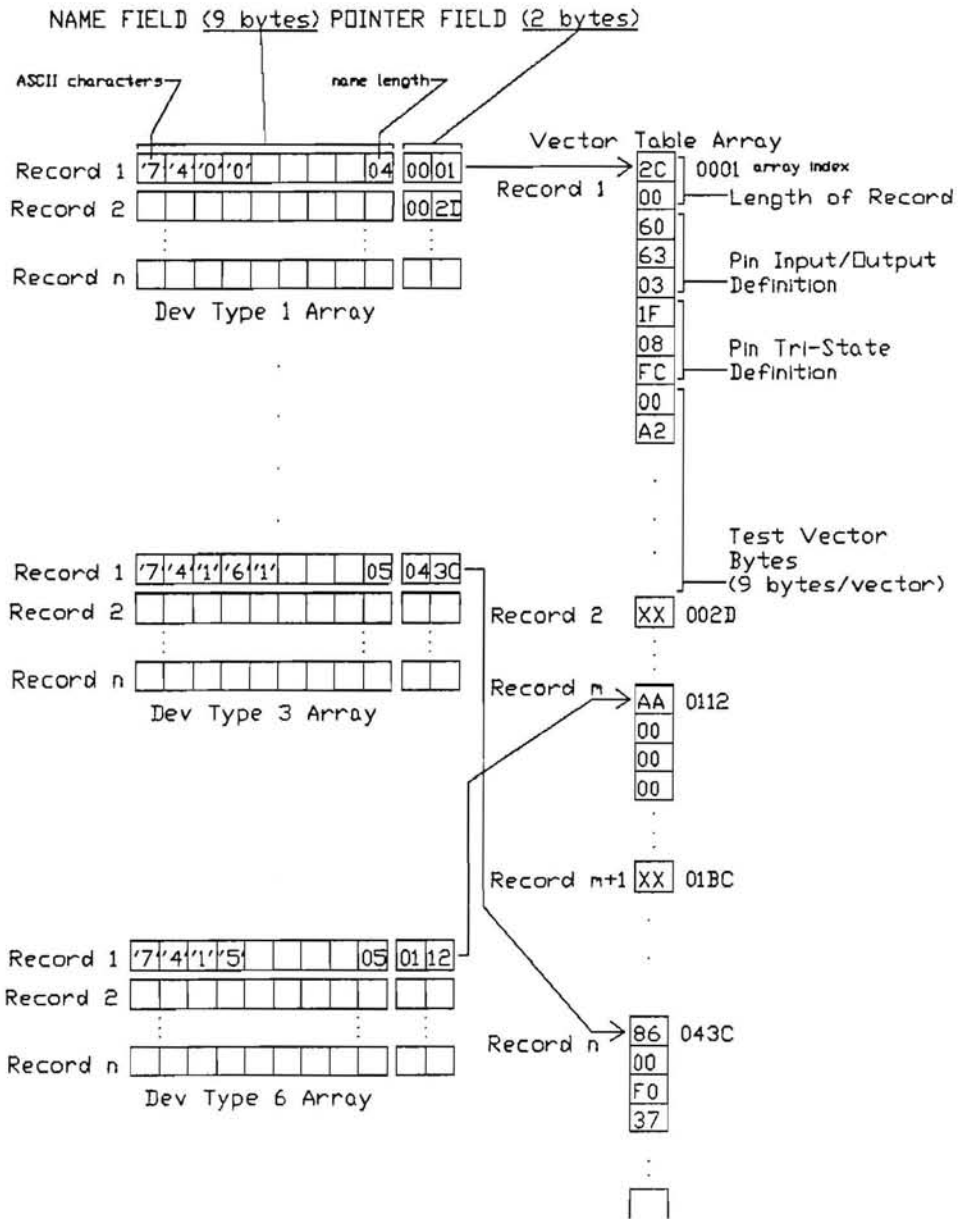 NAME FIELD (9 bytes) POINTER FIELD (2 bytes)
ASCII characters
name length
Vector Table Array
Record 1 '7' '4' '0' '0' 04 00 01
Record 1
2C 0001 array index
00 Length of Record
Record 2 00 2D
60
63 Pin Input/Output
03 Definition
Record n
Dev Type 1 Array
1F
08 Pin Tri-State
FC Definition
00
A2
Test Vector
Bytes
(9 bytes/vector)
Record 1 '7' '4' '1' '6' '1' 05 04 3C
Record 2
Record n
Dev Type 3 Array
Record 2 XX 002D
Record m
AA 0112
00
00
00
Record m+1 XX 01BC
Record 1 '7' '4' '1' '5' 05 01 12
Record 2
Record n
Dev Type 6 Array
Record n
86 043C
00
F0
37